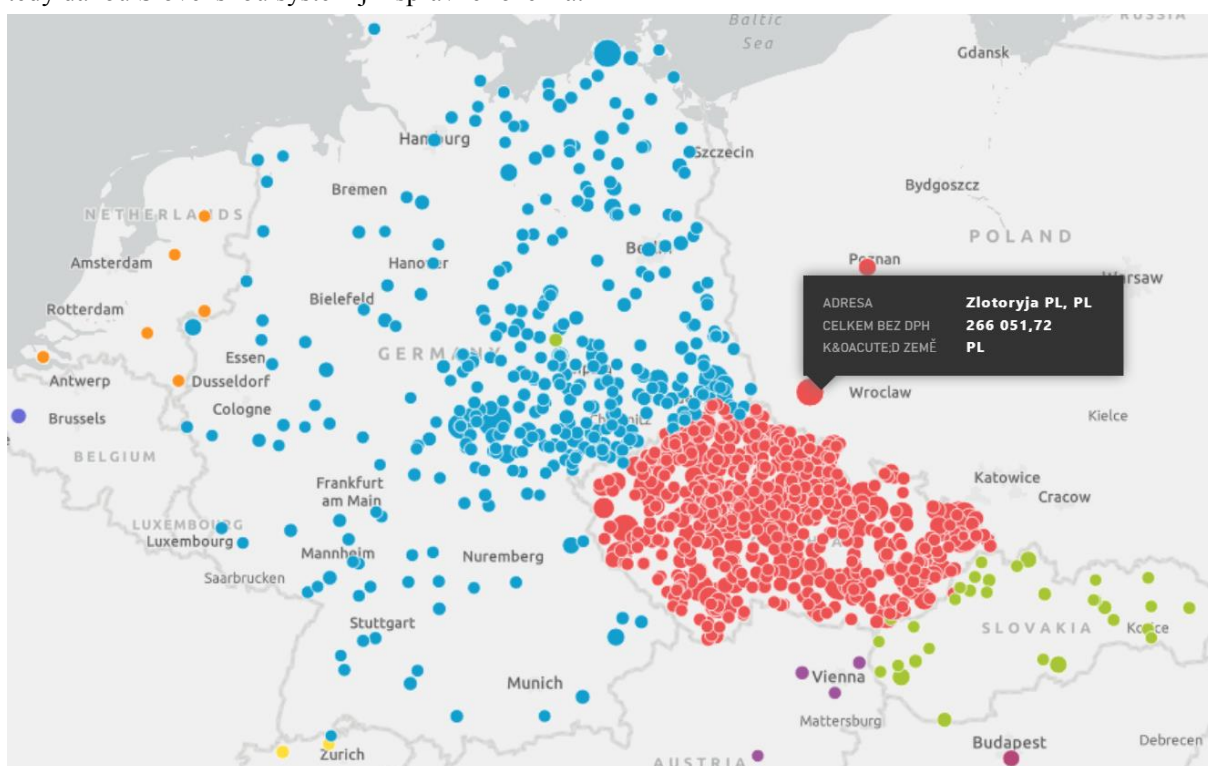 Baltic
Sea
RUSSIA
Gdansk
Hamburg
Szczecin
Bremen
Bydgoszcz
NETHERLANDS
POLAND
Amsterdam
Hanover
Berlin
Poznan
Warsaw
Rotterdam
Bielefeld
ADRESA Zlotoryja PL, PL
CELKEM BEZ DPH 266 051,72
K&OACUTE;D ZEMĚ PL
GERMANY
Essen
Antwerp
Dusseldorf
Wroclaw
Brussels
Cologne
Kielce
BELGIUM
Katowice
Cracow
Frankfurt
am Main
LUXEMBOURG
Luxembourg
Mannheim
Nuremberg
Saarbrucken
Stuttgart
SLOVAKIA
Munich
Vienna
Mattersburg
Zurich
Budapest
Debrecen
AUSTRIA